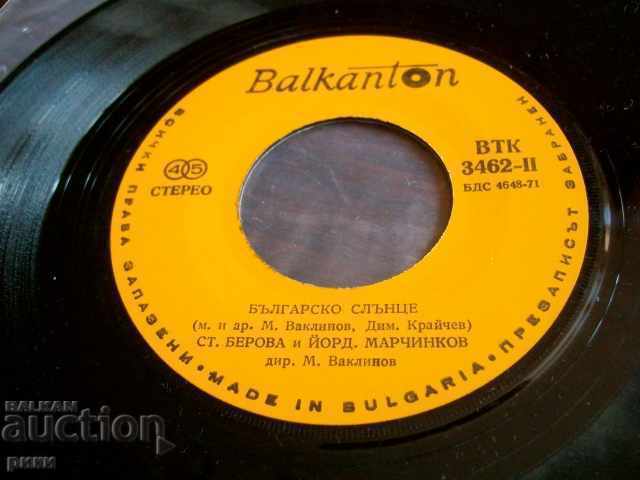 Balkanton
45
СТЕРЕО
ВТК
3462-II
БДС 4648-71
БЪЛГАРСКО СЛЪНЦЕ
(м. и ар. М. Ваклинов, Дим. Крайчев)
СТ. БЕРОВА и ЙОРД. МАРЧИНКОВ
дир. М. Ваклинов
ВСИЧКИ ПРАВА ЗАПАЗЕНИ • MADE IN BULGARIA • ПРЕЗАПИСЪТ ЗАБРАНЕН
BALKAN
auction
рики